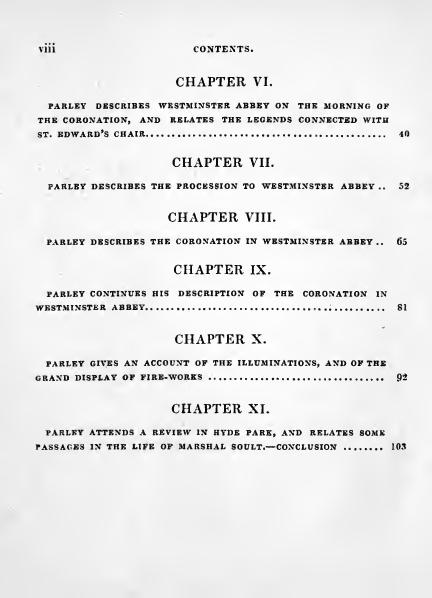 viii CONTENTS.
CHAPTER VI.
PARLEY DESCRIBES WESTMINSTER ABBEY ON THE MORNING OF
THE CORONATION, AND RELATES THE LEGENDS CONNECTED WITH
ST. EDWARD'S CHAIR............................................ 40
CHAPTER VII.
PARLEY DESCRIBES THE PROCESSION TO WESTMINSTER ABBEY .. 52
CHAPTER VIII.
PARLEY DESCRIBES THE CORONATION IN WESTMINSTER ABBEY .. 65
CHAPTER IX.
PARLEY CONTINUES HIS DESCRIPTION OF THE CORONATION IN
WESTMINSTER ABBEY............................................ 81
CHAPTER X.
PARLEY GIVES AN ACCOUNT OF THE ILLUMINATIONS, AND OF THE
GRAND DISPLAY OF FIRE-WORKS ................................ 92
CHAPTER XI.
PARLEY ATTENDS A REVIEW IN HYDE PARK, AND RELATES SOME
PASSAGES IN THE LIFE OF MARSHAL SOULT.—CONCLUSION ........ 103